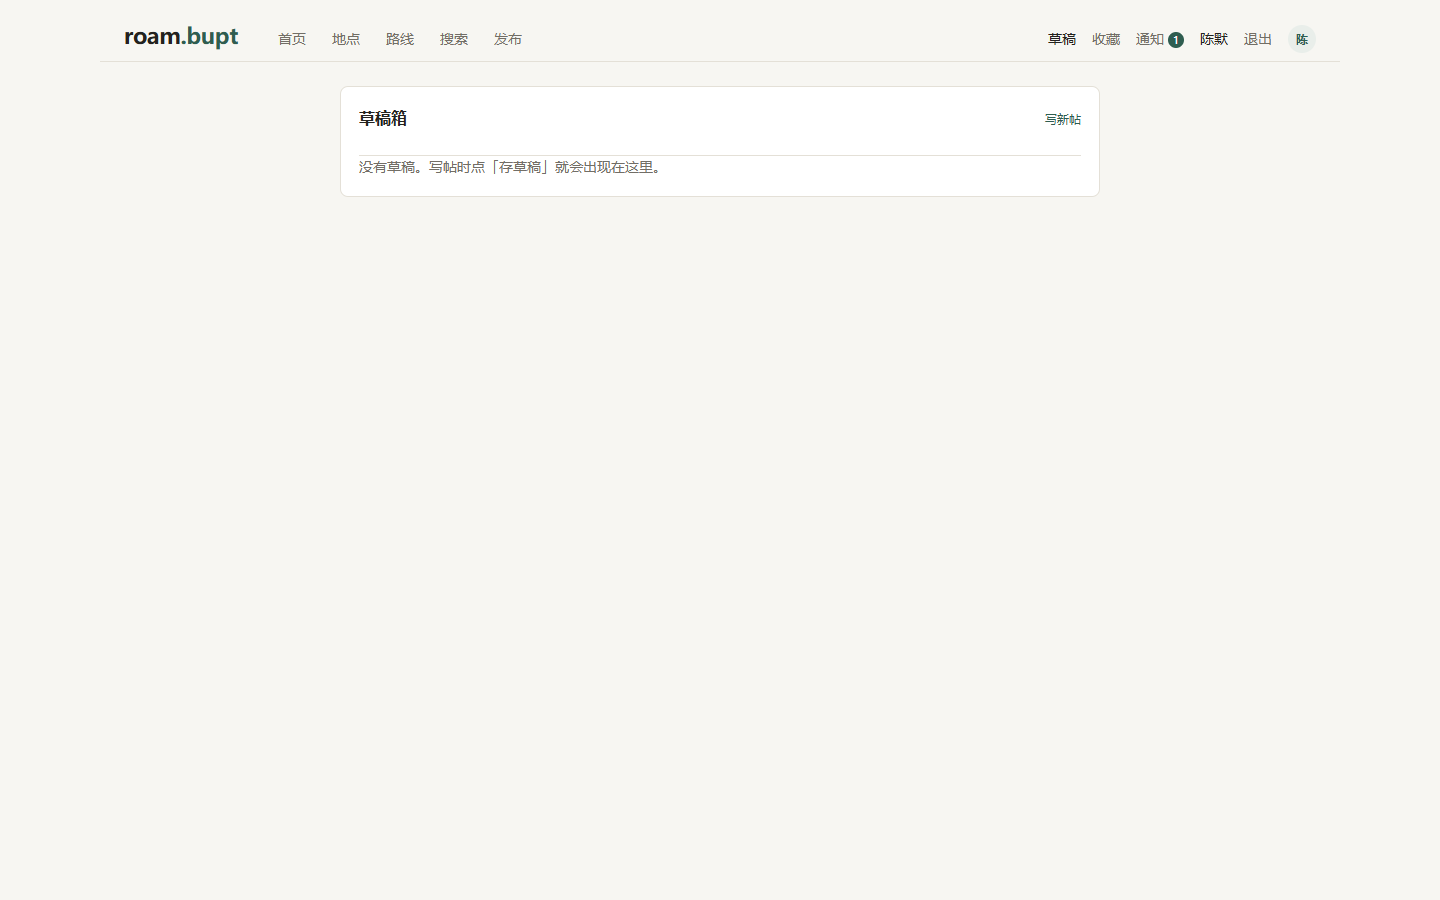 roam.bupt 首页 地点 路线 搜索 发布 草稿 收藏 通知 1 陈默 退出 陈
草稿箱 写新帖
没有草稿。写帖时点「存草稿」就会出现在这里。